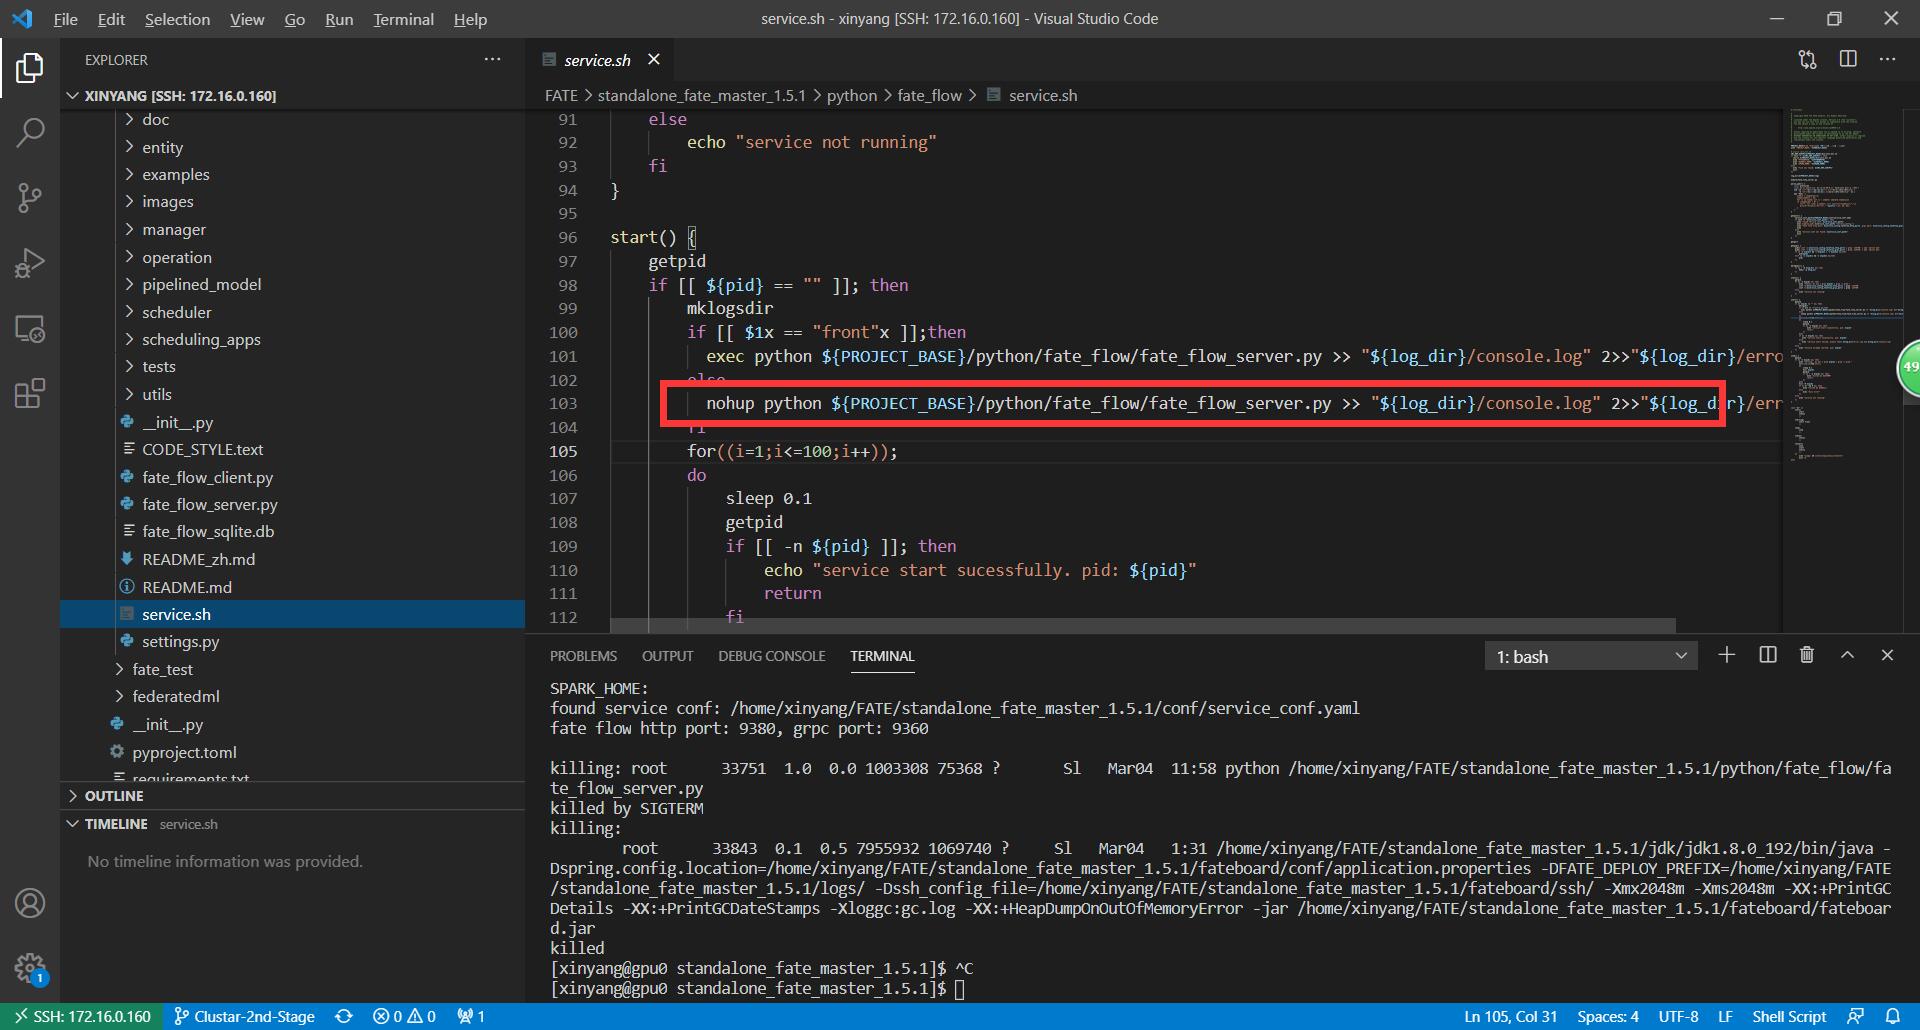 File Edit Selection View Go Run Terminal Help
service.sh - xinyang [SSH: 172.16.0.160] - Visual Studio Code
EXPLORER
XINYANG [SSH: 172.16.0.160]
doc
entity
examples
images
manager
operation
pipelined_model
scheduler
scheduling_apps
tests
utils
__init__.py
CODE_STYLE.text
fate_flow_client.py
fate_flow_server.py
fate_flow_sqlite.db
README_zh.md
README.md
service.sh
settings.py
fate_test
federatedml
__init__.py
pyproject.toml
requirements.txt
OUTLINE
TIMELINE service.sh
No timeline information was provided.
1
service.sh
FATE > standalone_fate_master_1.5.1 > python > fate_flow > service.sh
91 else
92 echo "service not running"
93 fi
94 }
95
96 start() {
97 getpid
98 if [[ ${pid} == "" ]]; then
99 mklogsdir
100 if [[ $1x == "front"x ]];then
101 exec python ${PROJECT_BASE}/python/fate_flow/fate_flow_server.py >> "${log_dir}/console.log" 2>>"${log_dir}/erro
102 else
103 nohup python ${PROJECT_BASE}/python/fate_flow/fate_flow_server.py >> "${log_dir}/console.log" 2>>"${log_dir}/err
104 fi
105 for((i=1;i<=100;i++));
106 do
107 sleep 0.1
108 getpid
109 if [[ -n ${pid} ]]; then
110 echo "service start sucessfully. pid: ${pid}"
111 return
112 fi
49
PROBLEMS OUTPUT DEBUG CONSOLE TERMINAL
1: bash
SPARK_HOME:
found service conf: /home/xinyang/FATE/standalone_fate_master_1.5.1/conf/service_conf.yaml
fate flow http port: 9380, grpc port: 9360
killing: root 33751 1.0 0.0 1003308 75368 ? Sl Mar04 11:58 python /home/xinyang/FATE/standalone_fate_master_1.5.1/python/fate_flow/fa
te_flow_server.py
killed by SIGTERM
killing:
root 33843 0.1 0.5 7955932 1069740 ? Sl Mar04 1:31 /home/xinyang/FATE/standalone_fate_master_1.5.1/jdk/jdk1.8.0_192/bin/java -
Dspring.config.location=/home/xinyang/FATE/standalone_fate_master_1.5.1/fateboard/conf/application.properties -DFATE_DEPLOY_PREFIX=/home/xinyang/FATE
/standalone_fate_master_1.5.1/logs/ -Dssh_config_file=/home/xinyang/FATE/standalone_fate_master_1.5.1/fateboard/ssh/ -Xmx2048m -Xms2048m -XX:+PrintGC
Details -XX:+PrintGCDateStamps -Xloggc:gc.log -XX:+HeapDumpOnOutOfMemoryError -jar /home/xinyang/FATE/standalone_fate_master_1.5.1/fateboard/fateboar
d.jar
killed
[xinyang@gpu0 standalone_fate_master_1.5.1]$ ^C
[xinyang@gpu0 standalone_fate_master_1.5.1]$
SSH: 172.16.0.160 Clustar-2nd-Stage 0 0 1
Ln 105, Col 31 Spaces: 4 UTF-8 LF Shell Script